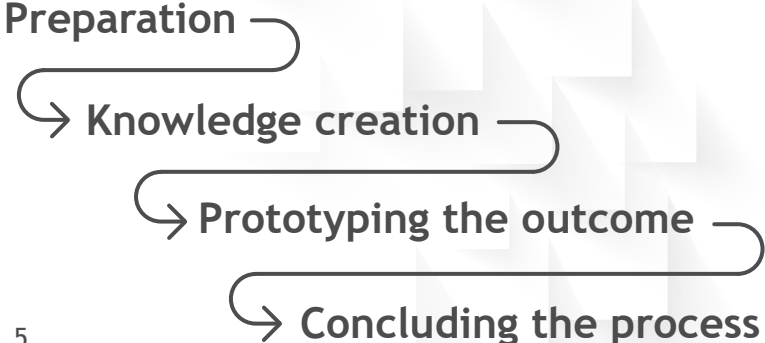 Preparation
Knowledge creation
Prototyping the outcome
Concluding the process
5